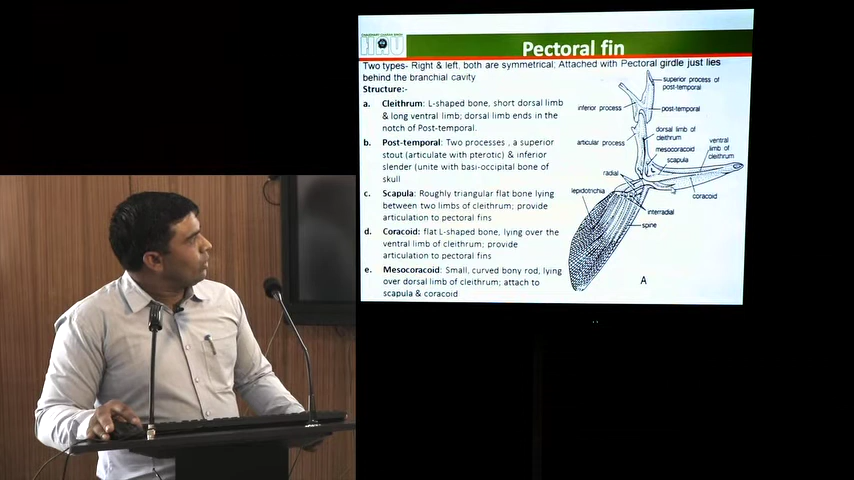 HAU
Pectoral fin
Two types- Right & left, both are symmetrical; Attached with Pectoral girdle just lies
behind the branchial cavity
Structure:-
a. Cleithrum: L-shaped bone, short dorsal limb
& long ventral limb; dorsal limb ends in the
notch of Post-temporal.
b. Post-temporal: Two processes , a superior
stout (articulate with pterotic) & inferior
slender (unite with basi-occipital bone of
skull
c. Scapula: Roughly triangular flat bone lying
between two limbs of cleithrum; provide
articulation to pectoral fins
d. Coracoid: flat L-shaped bone, lying over the
ventral limb of cleithrum; provide
articulation to pectoral fins
e. Mesocoracoid: Small, curved bony rod, lying
over dorsal limb of cleithrum; attach to
scapula & coracoid
superior process of
post-temporal
inferior process
post-temporal
dorsal limb of
cleithrum
articular process
mesocoracoid
ventral
limb of
cleithrum
scapula
radial
lepidotrichia
coracoid
interradial
spine
A